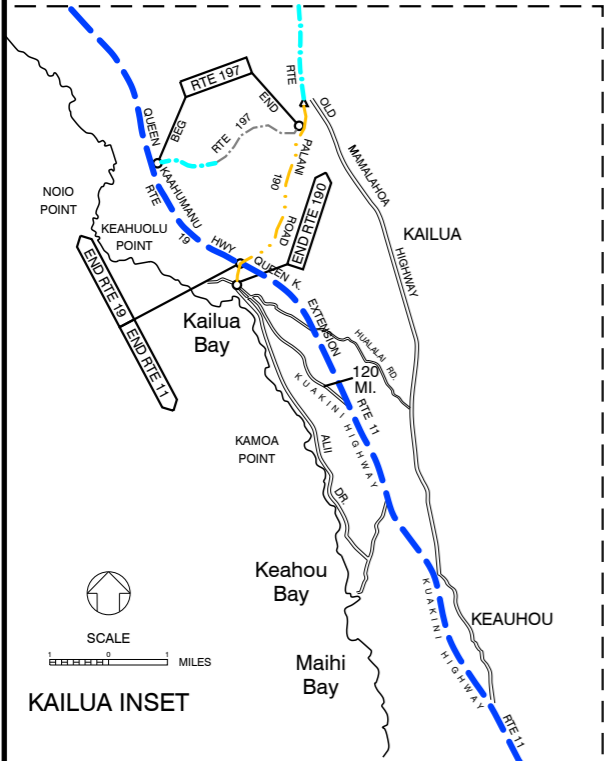 RTE 197
BEG
END
RTE
OLD
MAMALAHOA
HIGHWAY
QUEEN
KAAHUMANU
HWY
RTE
19
RTE 197
PALANI
190
ROAD
END RTE 190
NOIO
POINT
KEAHUOLU
POINT
KAILUA
END RTE 19
END RTE 11
QUEEN K.
EXTENSION
Kailua
Bay
HUALALAI RD.
120
MI.
RTE 11
KUAKINI HIGHWAY
KAMOA
POINT
ALII
DR.
Keahou
Bay
KEAUHOU
KUAKINI HIGHWAY
Maihi
Bay
RTE 11
SCALE
1 0 1 MILES
KAILUA INSET